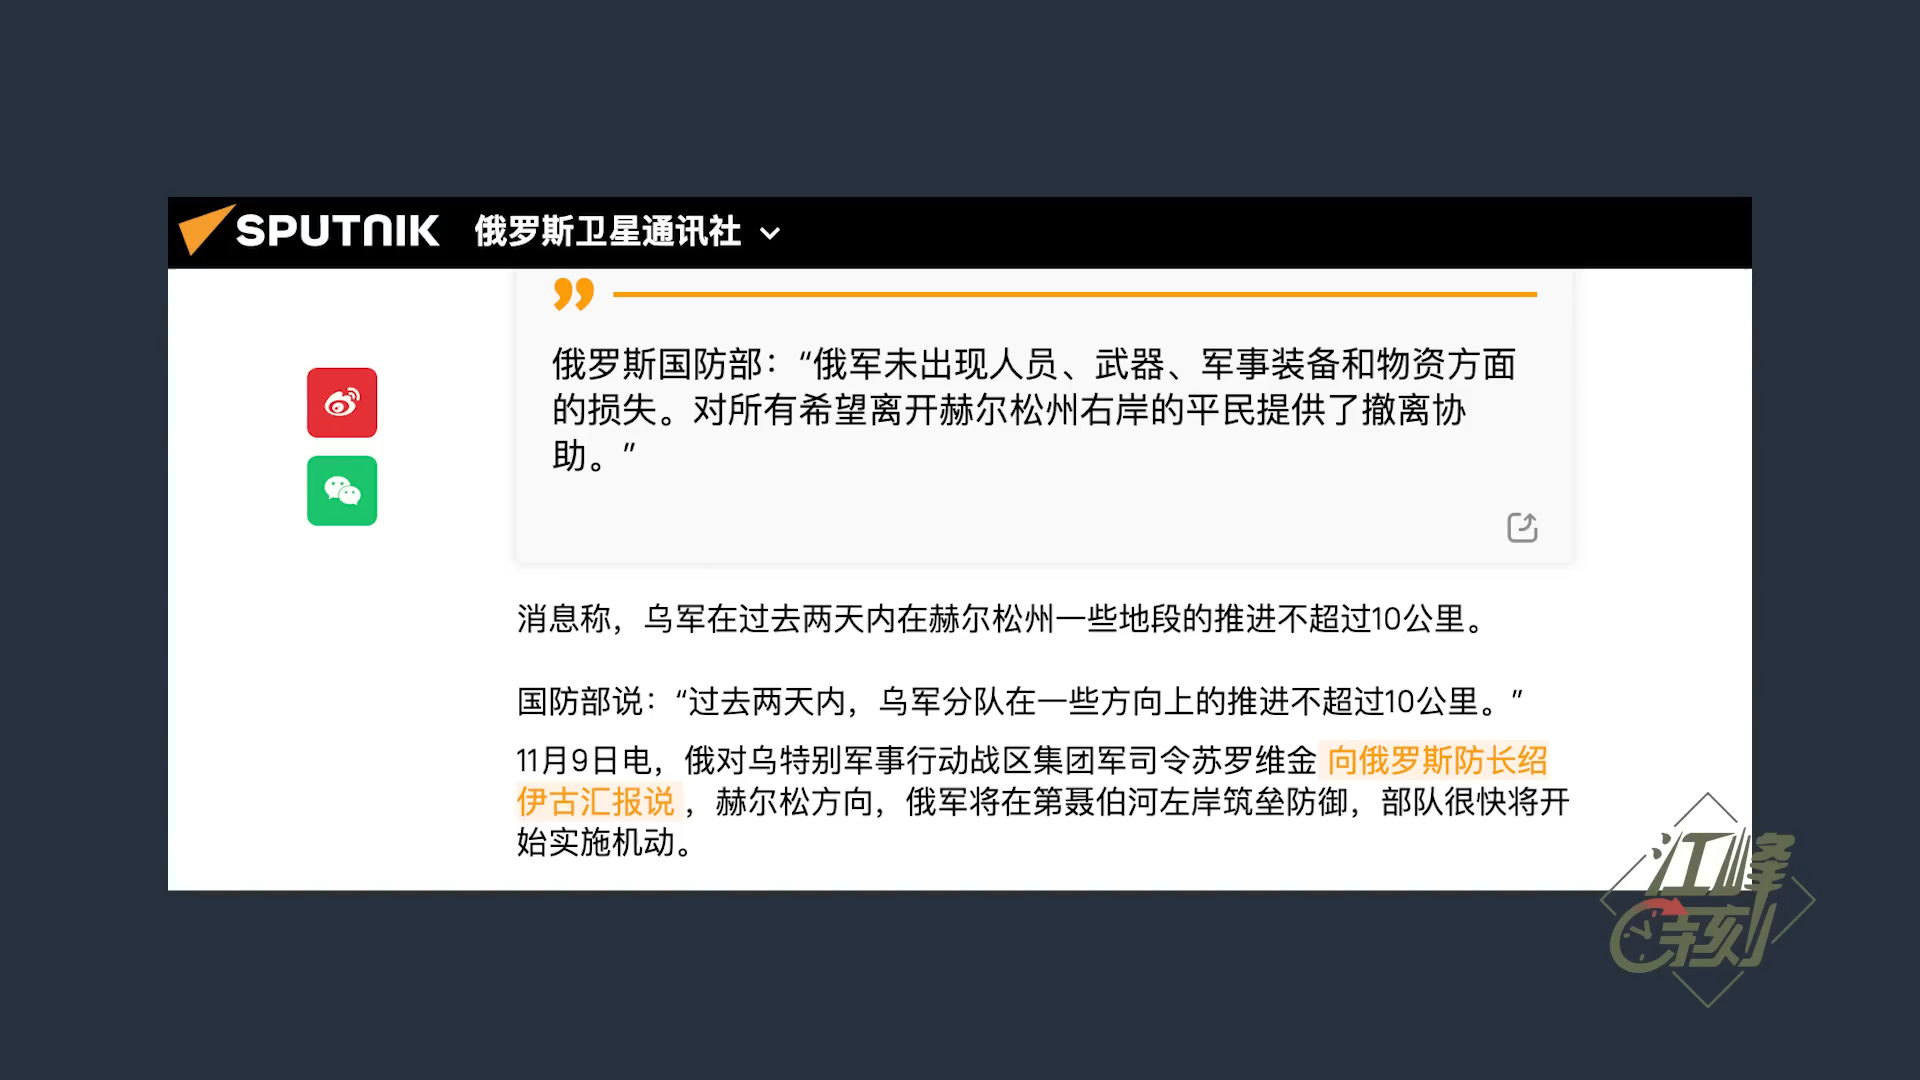 SPUTNIK 俄罗斯卫星通讯社
俄罗斯国防部：“俄军未出现人员、武器、军事装备和物资方面
的损失。对所有希望离开赫尔松州右岸的平民提供了撤离协
助。”
消息称，乌军在过去两天内在赫尔松州一些地段的推进不超过10公里。
国防部说：“过去两天内，乌军分队在一些方向上的推进不超过10公里。”
11月9日电，俄对乌特别军事行动战区集团军司令苏罗维金 向俄罗斯防长绍
伊古汇报说 ，赫尔松方向，俄军将在第聂伯河左岸筑垒防御，部队很快将开
始实施机动。
江峰
时刻